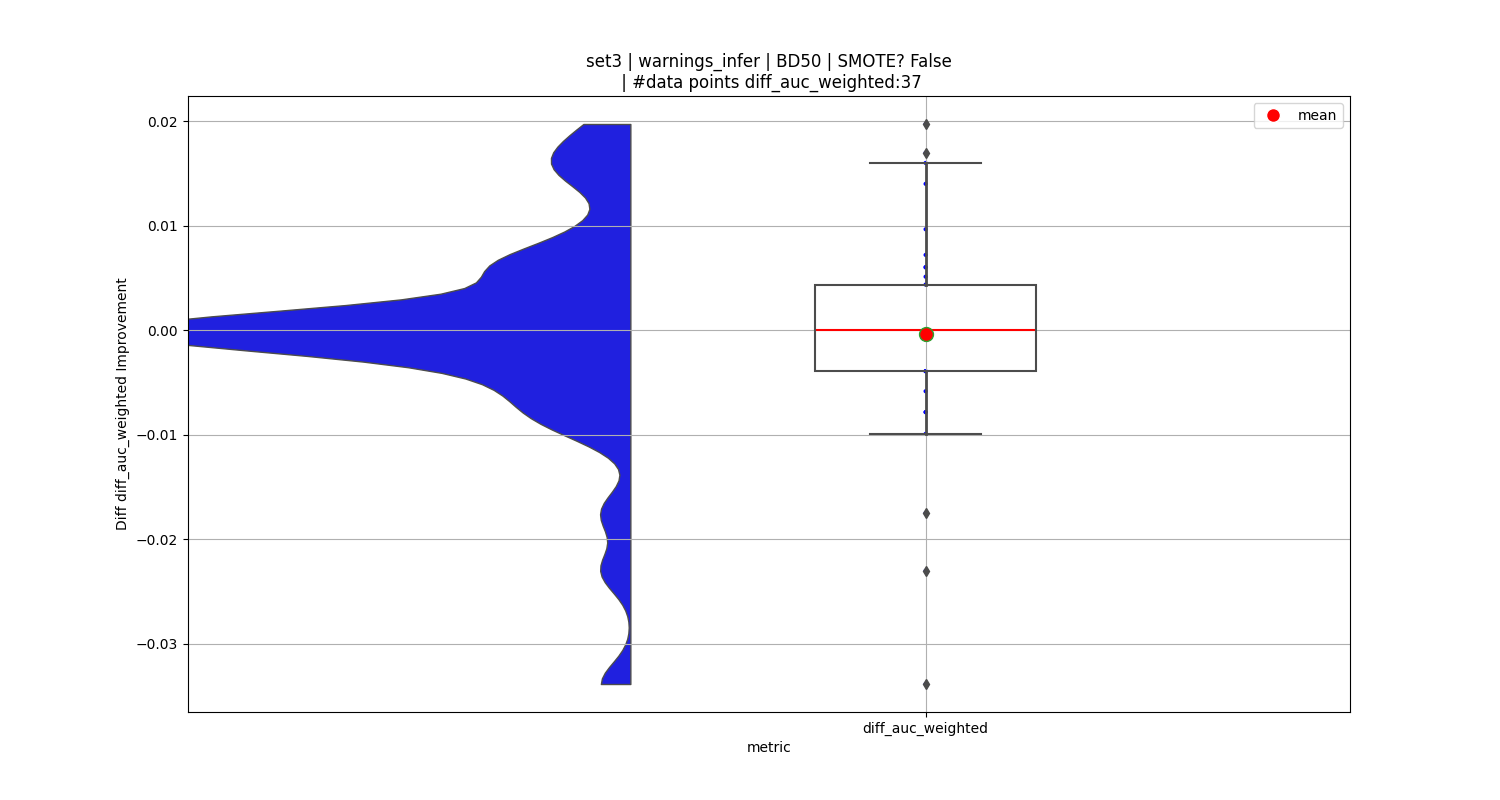 set3 | warnings_infer | BD50 | SMOTE? False
| #data points diff_auc_weighted:37
mean
0.02
0.01
0.00
−0.01
−0.02
−0.03
Diff diff_auc_weighted Improvement
diff_auc_weighted
metric